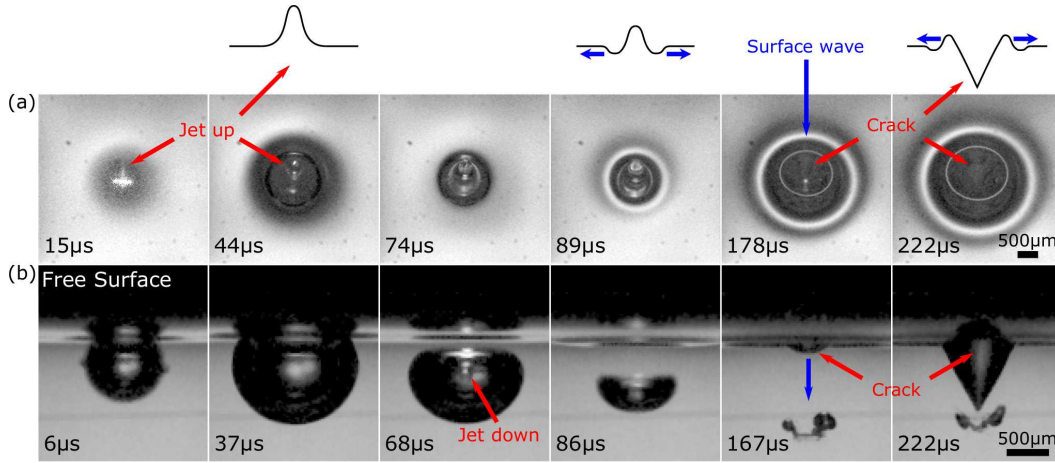 Surface wave
(a)
Jet up
Crack
15µs
44µs
74µs
89µs
178µs
222µs
500µm
(b)
Free Surface
Crack
Jet down
6µs
37µs
68µs
86µs
167µs
222µs
500µm